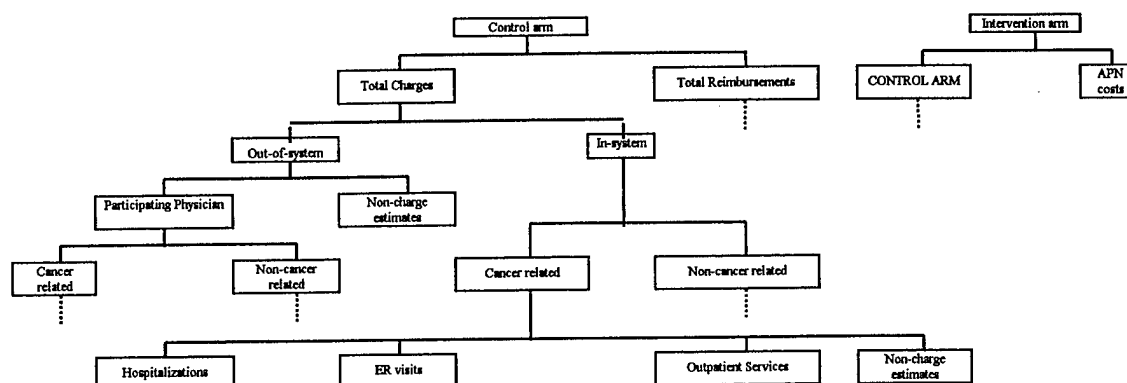 Control arm
Intervention arm
Total Charges
Total Reimbursements
CONTROL ARM
APN
costs
Out-of-system
In-system
Participating Physician
Non-charge
estimates
Cancer
related
Non-cancer
related
Cancer related
Non-cancer related
Hospitalizations
ER visits
Outpatient Services
Non-charge
estimates